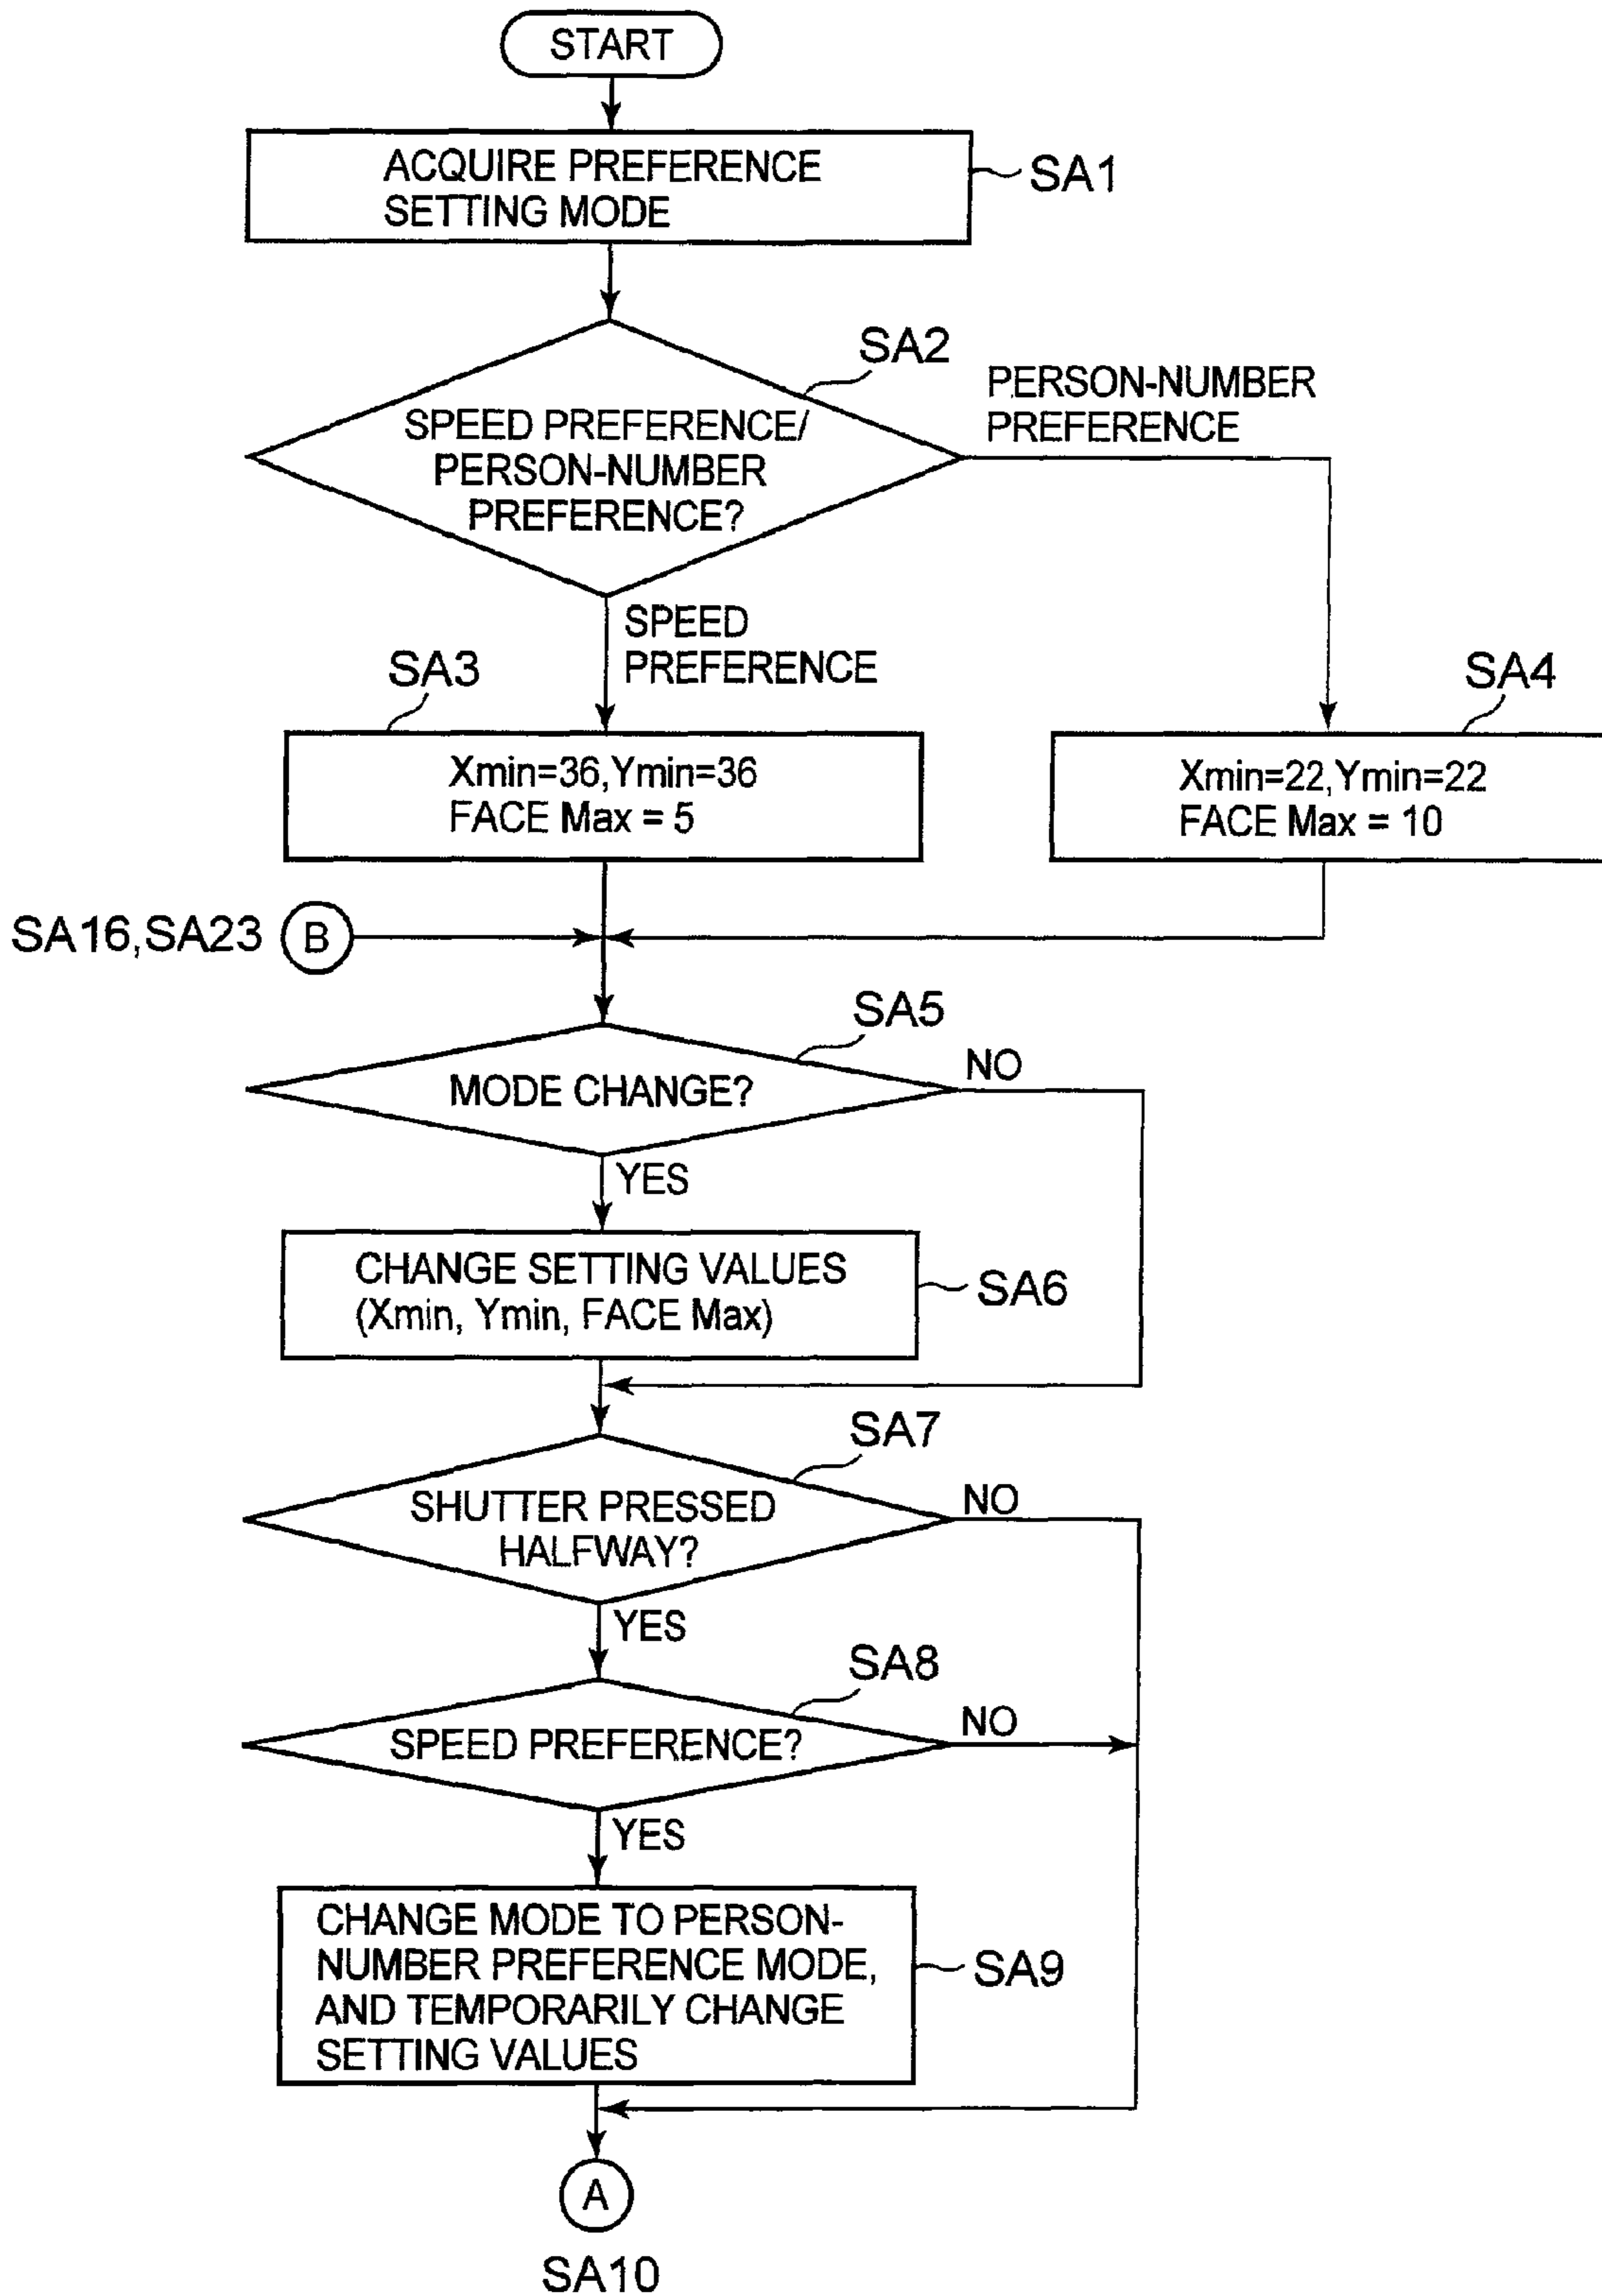 START
ACQUIRE PREFERENCE
SETTING MODE
SA1
SA2
SPEED PREFERENCE/
PERSON-NUMBER
PREFERENCE?
PERSON-NUMBER
PREFERENCE
SPEED
PREFERENCE
SA3
Xmin=36,Ymin=36
FACE Max = 5
SA4
Xmin=22,Ymin=22
FACE Max = 10
SA16,SA23
B
SA5
MODE CHANGE?
NO
YES
CHANGE SETTING VALUES
(Xmin, Ymin, FACE Max)
SA6
SA7
SHUTTER PRESSED
HALFWAY?
NO
YES
SA8
SPEED PREFERENCE?
NO
YES
CHANGE MODE TO PERSON-
NUMBER PREFERENCE MODE,
AND TEMPORARILY CHANGE
SETTING VALUES
SA9
A
SA10